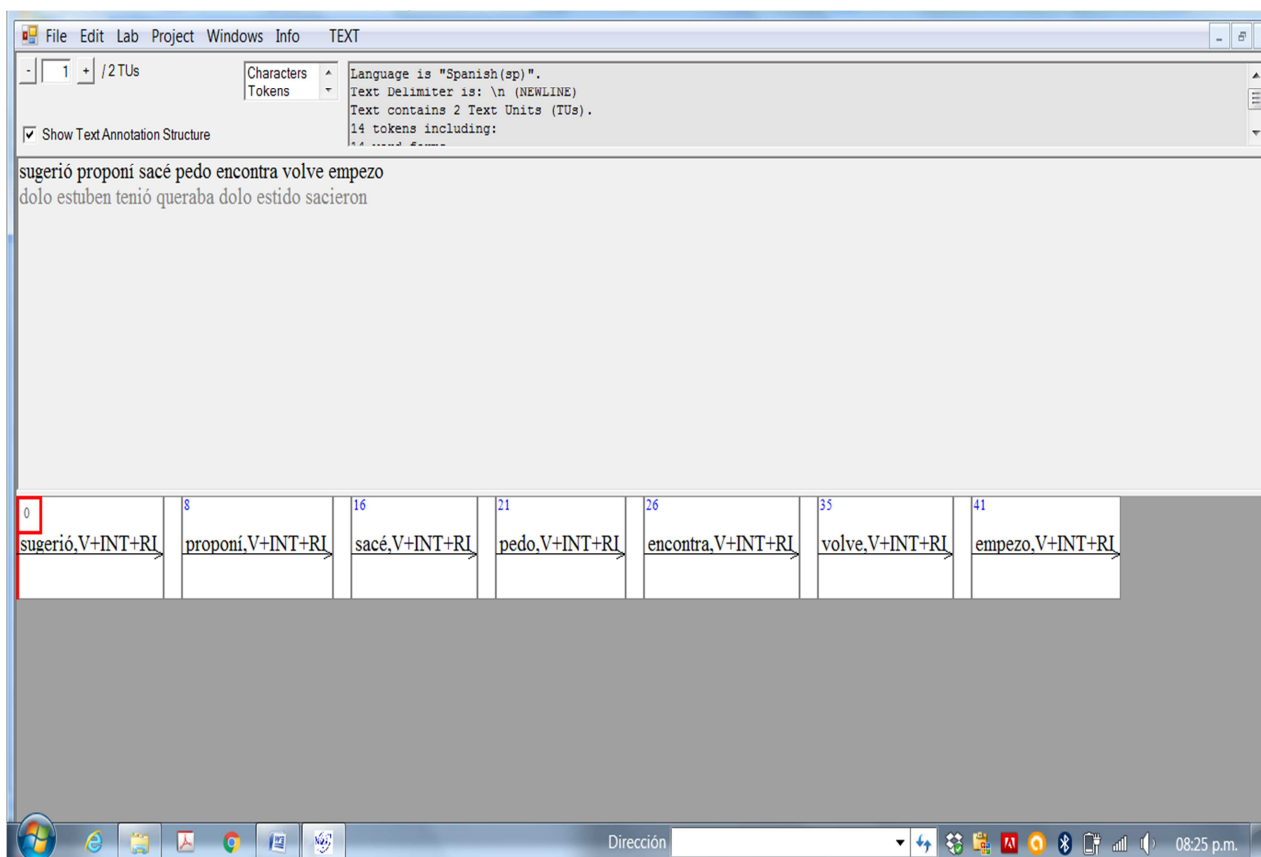 File Edit Lab Project Windows Info TEXT
- 1 + / 2 TUs
Characters
Tokens
Show Text Annotation Structure
Language is "Spanish(sp)".
Text Delimiter is: \n (NEWLINE)
Text contains 2 Text Units (TUs).
14 tokens including:
sugerió proponí sacé pedo encontra volve empezo
dolo estuben tenió queraba dolo estido sacieron
0 8 16 21 26 35 41
sugerió,V+INT+RI proponí,V+INT+RI sacé,V+INT+RI pedo,V+INT+RI encontra,V+INT+RI volve,V+INT+RI empezo,V+INT+RI
Dirección 08:25 p.m.